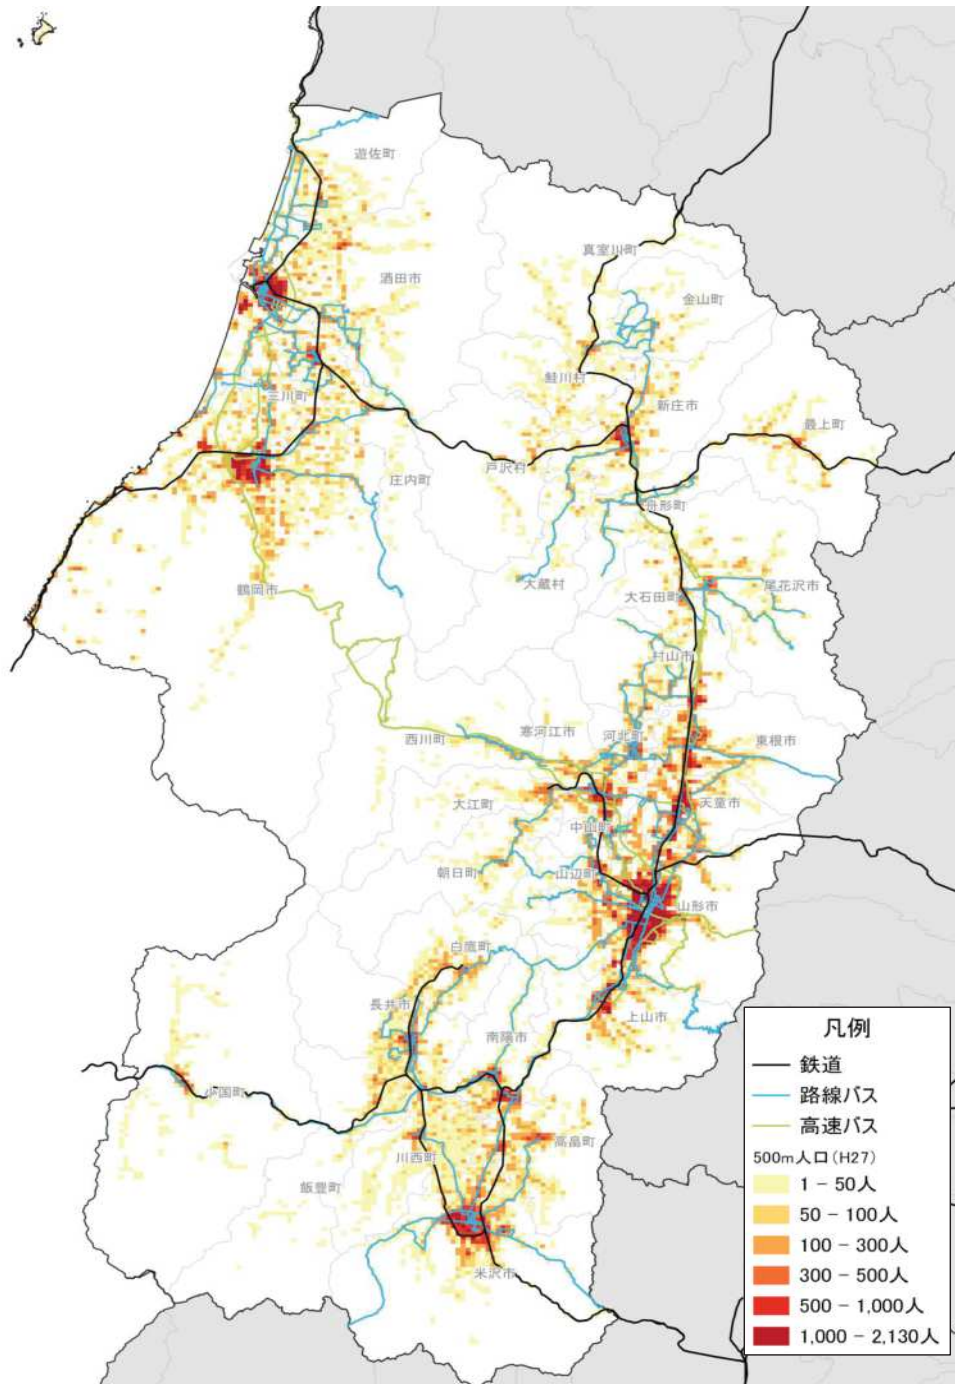 遊佐町
真室川町
酒田市
金山町
鮭川村
三川町
新庄市
最上町
戸沢村
庄内町
舟形町
大蔵村
鶴岡市
大石田町
尾花沢市
村山市
西川町
寒河江市
河北町
東根市
大江町
天童市
中山町
朝日町
山辺町
山形市
白鷹町
長井市
南陽市
上山市
小国町
川西町
高畠町
飯豊町
米沢市
凡例
鉄道
路線バス
高速バス
500m人口(H27)
1 - 50人
50 - 100人
100 - 300人
300 - 500人
500 - 1,000人
1,000 - 2,130人